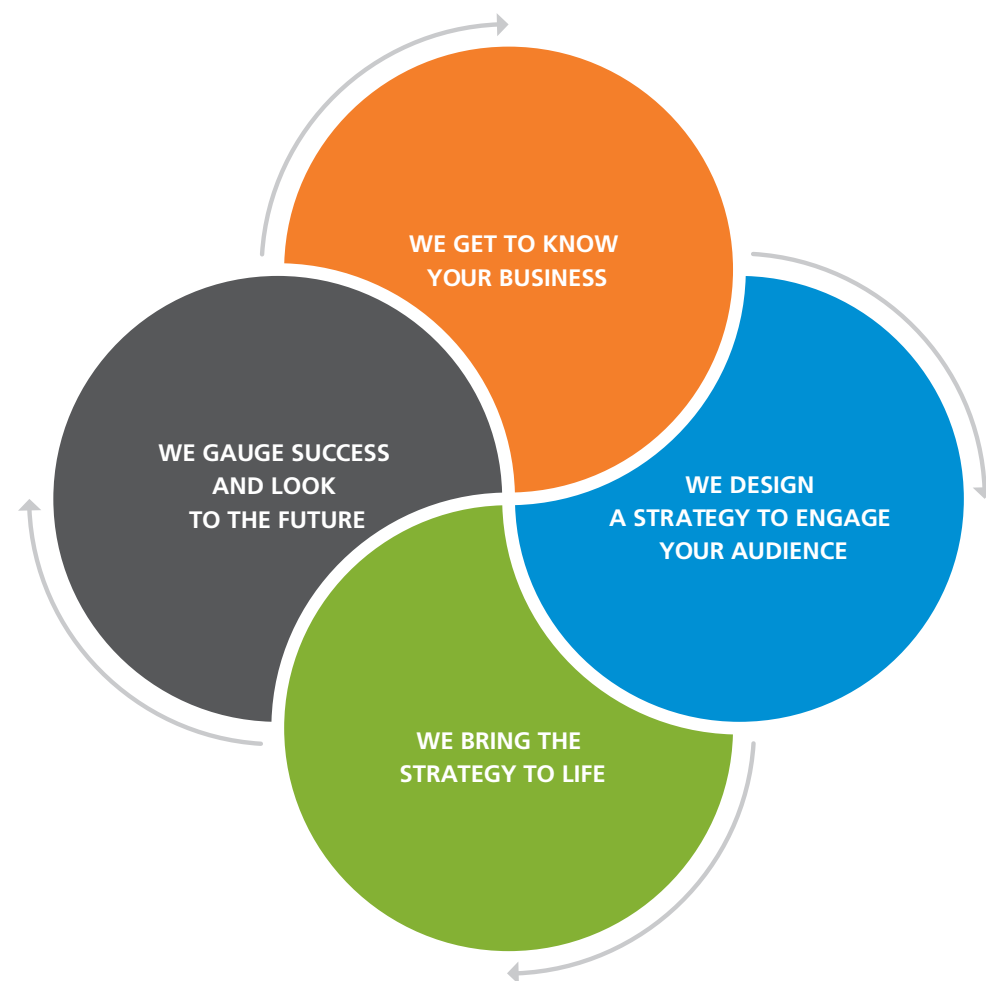 WE GET TO KNOW
YOUR BUSINESS
WE GAUGE SUCCESS
AND LOOK
TO THE FUTURE
WE DESIGN
A STRATEGY TO ENGAGE
YOUR AUDIENCE
WE BRING THE
STRATEGY TO LIFE